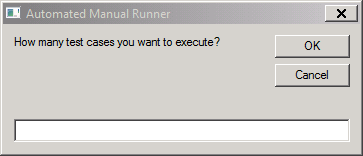 Automated Manual Runner
How many test cases you want to execute?
OK
Cancel